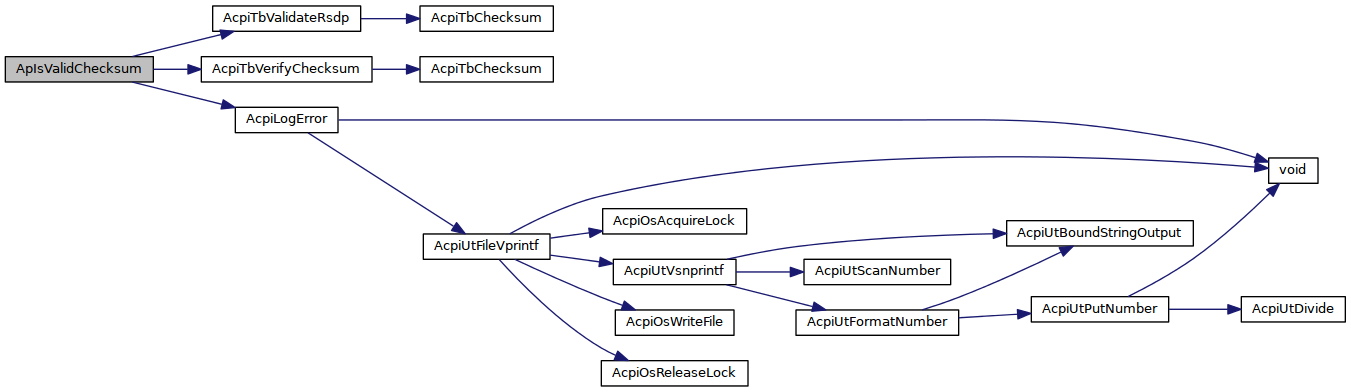 AcpiTbValidateRsdp
AcpiTbChecksum
ApIsValidChecksum
AcpiTbVerifyChecksum
AcpiTbChecksum
AcpiLogError
void
AcpiOsAcquireLock
AcpiUtBoundStringOutput
AcpiUtFileVprintf
AcpiUtVsnprintf
AcpiUtScanNumber
AcpiUtPutNumber
AcpiUtDivide
AcpiOsWriteFile
AcpiUtFormatNumber
AcpiOsReleaseLock